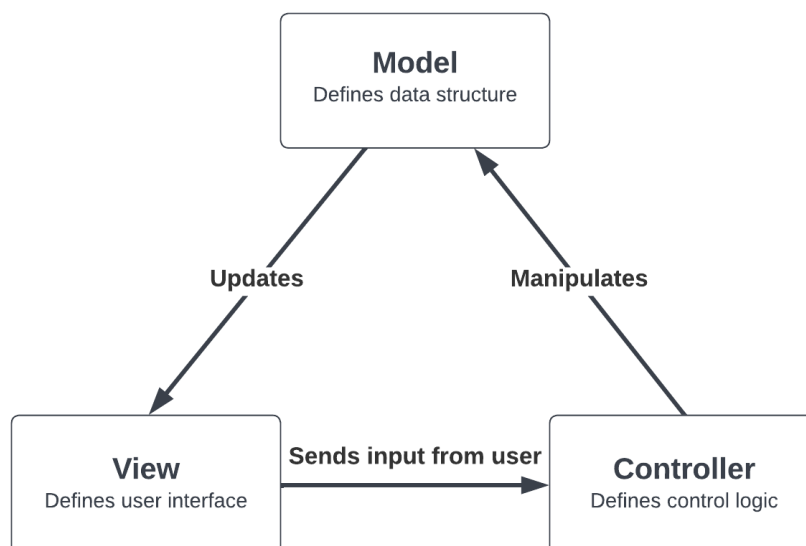 Model
Defines data structure
Updates
Manipulates
Sends input from user
View
Defines user interface
Controller
Defines control logic